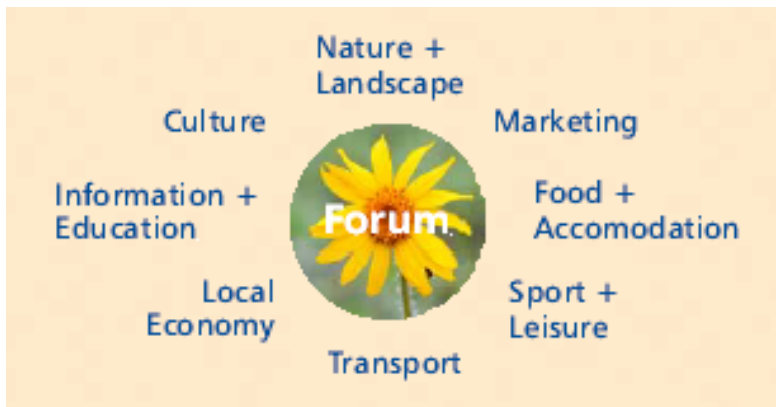 Nature +
Landscape
Culture
Marketing
Information +
Education
Forum
Food +
Accomodation
Local
Economy
Sport +
Leisure
Transport